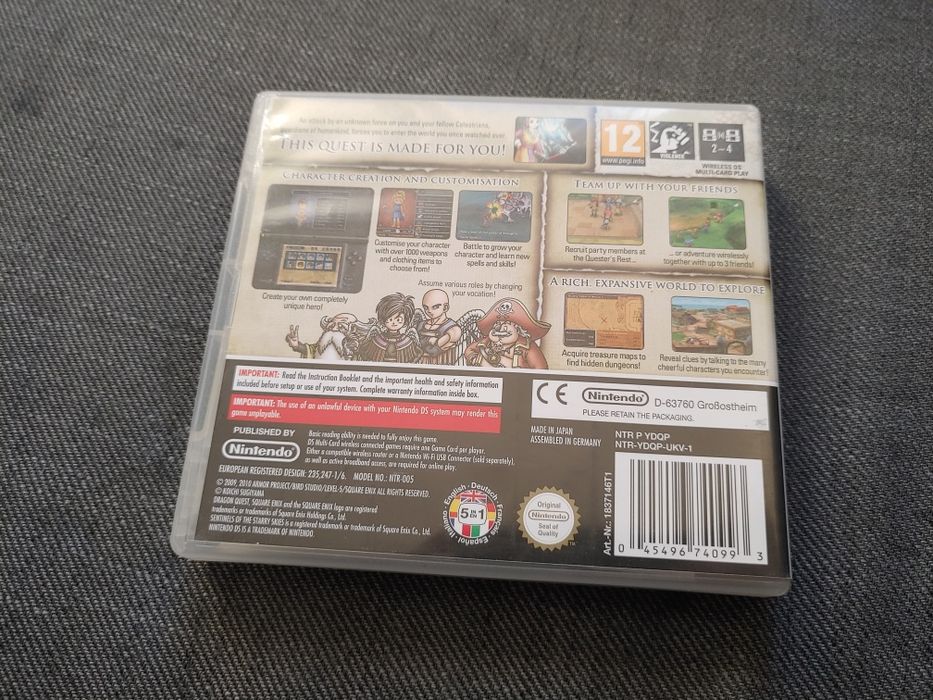 An attack by an unknown force on you and your fellow Celestrians,
guardians of humankind, forces you to enter the world you once watched over.
THIS QUEST IS MADE FOR YOU!
12
www.pegi.info
VIOLENCE
2-4
WIRELESS DS
MULTI-CARD PLAY
CHARACTER CREATION AND CUSTOMISATION
Customise your character
with over 1000 weapons
and clothing items to
choose from!
Battle to grow your
character and learn new
spells and skills!
Create your own completely
unique hero!
Assume various roles by changing
your vocation!
TEAM UP WITH YOUR FRIENDS
Recruit party members at
the Quester's Rest...
... or adventure wirelessly
together with up to 3 friends!
A RICH, EXPANSIVE WORLD TO EXPLORE
Acquire treasure maps to
find hidden dungeons!
Reveal clues by talking to the many
cheerful characters you encounter!
IMPORTANT: Read the Instruction Booklet and the important health and safety information
included before setup or use of your system. Complete warranty information inside box.
IMPORTANT: The use of an unlawful device with your Nintendo DS system may render this
game unplayable.
CE Nintendo D-63760 Großostheim
PLEASE RETAIN THE PACKAGING.
PUBLISHED BY
Nintendo
Basic reading ability is needed to fully enjoy this game.
DS Multi-Card wireless connected games require one Game Card per player.
Either a compatible wireless router or a Nintendo Wi-Fi USB Connector (sold separately),
as well as active broadband access, are required for online play.
MADE IN JAPAN
ASSEMBLED IN GERMANY
NTR P YDQP
NTR-YDQP-UKV-1
EUROPEAN REGISTERED DESIGN: 235,247-1/6. MODEL NO.: NTR-005
© 2009, 2010 ARMOR PROJECT/BIRD STUDIO/LEVEL-5/SQUARE ENIX ALL RIGHTS RESERVED.
© KOICHI SUGIYAMA
DRAGON QUEST, SQUARE ENIX and the SQUARE ENIX logo are registered
trademarks or trademarks of Square Enix Holdings Co., Ltd.
SENTINELS OF THE STARRY SKIES is a registered trademark or trademark of Square Enix Co., Ltd.
NINTENDO DS IS A TRADEMARK OF NINTENDO.
English · Deutsch · Français · Español · Italiano
5 IN EN 1
Original
Nintendo
Seal of
Quality
Art.-Nr.: 1837146T1
0 45496 74099 3